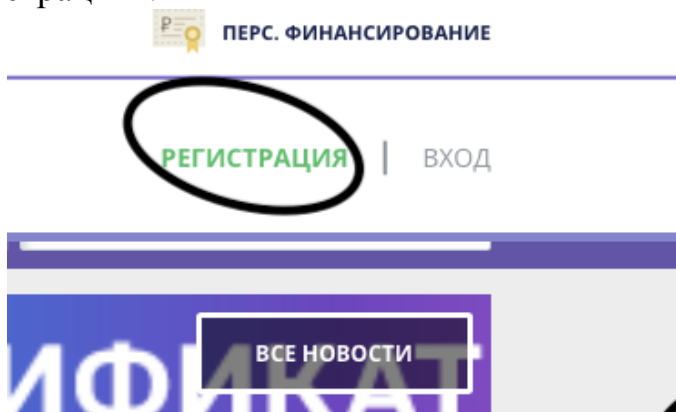 ПЕРС. ФИНАНСИРОВАНИЕ
РЕГИСТРАЦИЯ | ВХОД
ВСЕ НОВОСТИ
ИФИКАТ